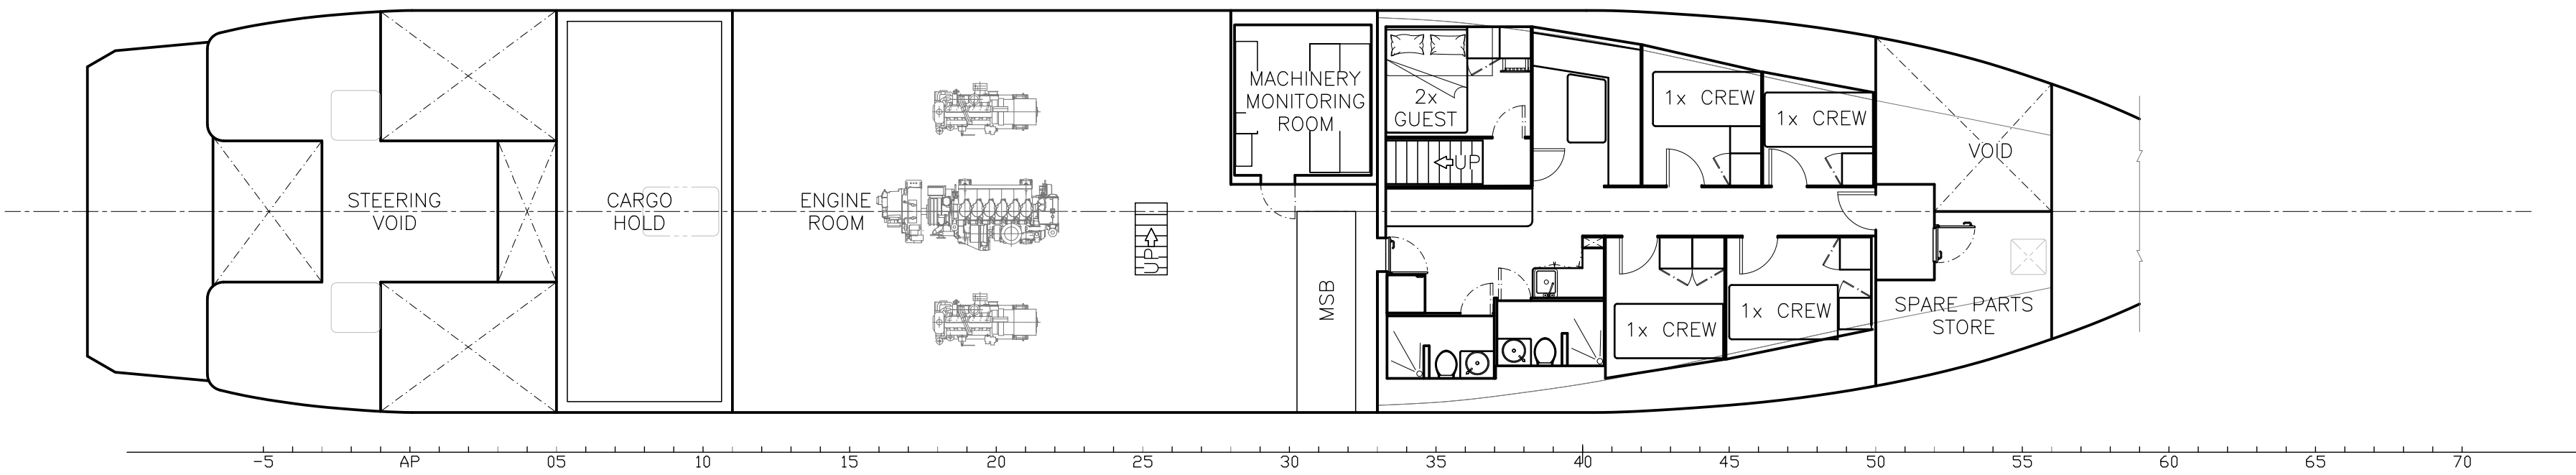 MACHINERY
MONITORING
ROOM
2x
GUEST
UP
1x CREW
1x CREW
VOID
STEERING
VOID
CARGO
HOLD
ENGINE
ROOM
UP
MSB
1x CREW
1x CREW
SPARE PARTS
STORE
-5 AP 05 10 15 20 25 30 35 40 45 50 55 60 65 70